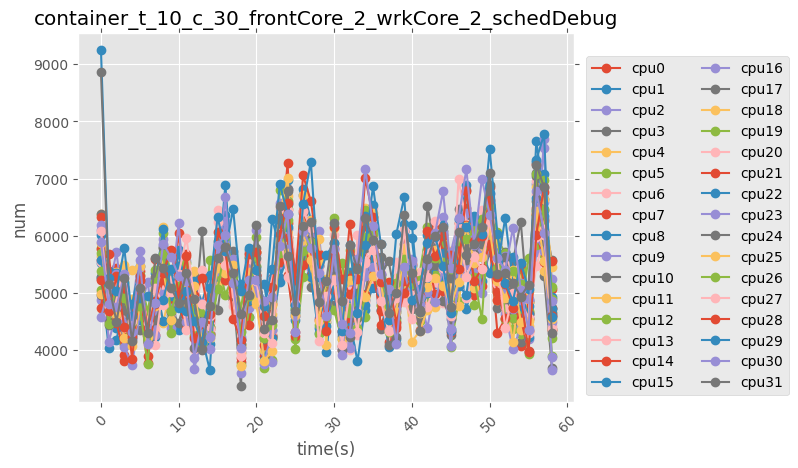 container_t_10_c_30_frontCore_2_wrkCore_2_schedDebug
num
9000
8000
7000
6000
5000
4000
0
10
20
30
40
50
60
time(s)
cpu0
cpu1
cpu2
cpu3
cpu4
cpu5
cpu6
cpu7
cpu8
cpu9
cpu10
cpu11
cpu12
cpu13
cpu14
cpu15
cpu16
cpu17
cpu18
cpu19
cpu20
cpu21
cpu22
cpu23
cpu24
cpu25
cpu26
cpu27
cpu28
cpu29
cpu30
cpu31